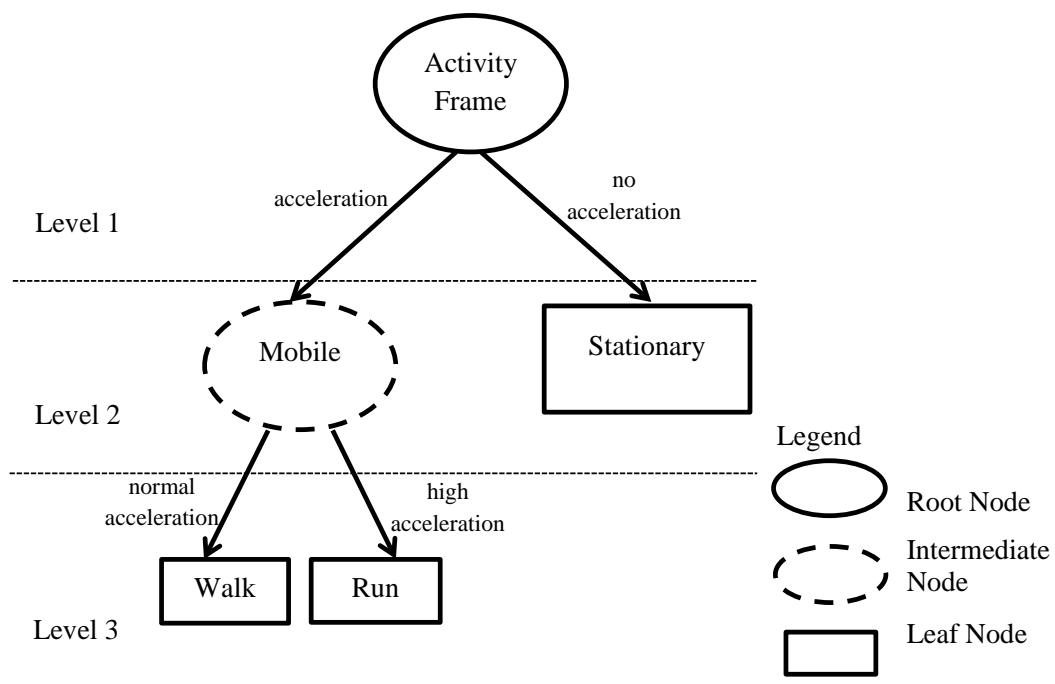 Activity
Frame
acceleration
no
acceleration
Level 1
Mobile
Stationary
Level 2
Legend
normal
acceleration
high
acceleration
Root Node
Intermediate
Node
Walk
Run
Level 3
Leaf Node